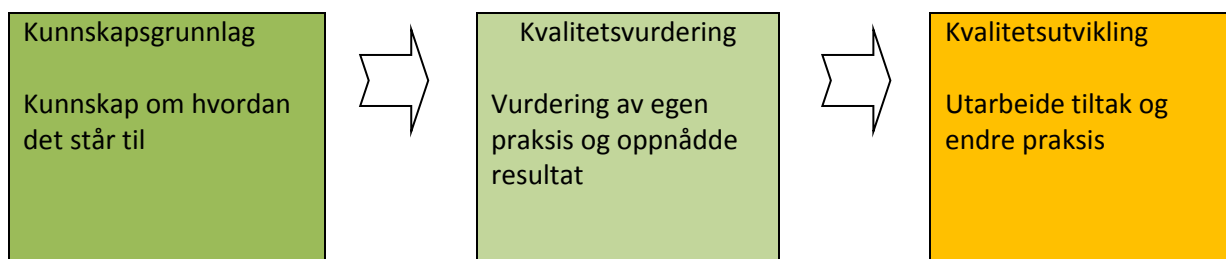 Kunnskapsgrunnlag
Kunnskap om hvordan
det står til
Kvalitetsvurdering
Vurdering av egen
praksis og oppnådde
resultat
Kvalitetsutvikling
Utarbeide tiltak og
endre praksis